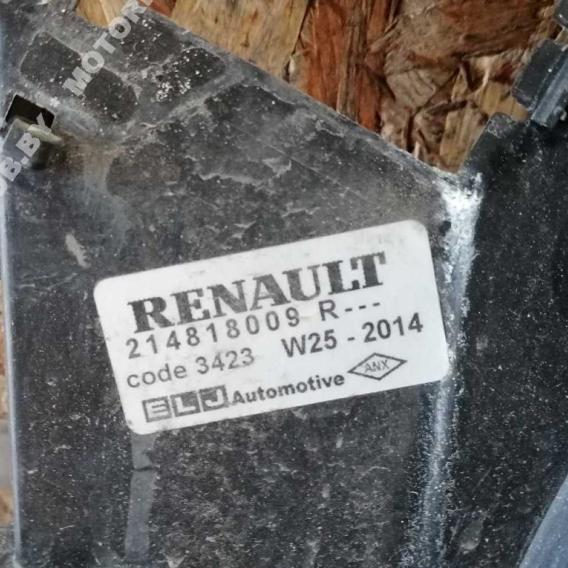 RENAULT
214818009 R---
code 3423 W25 - 2014
ELJ Automotive ANX